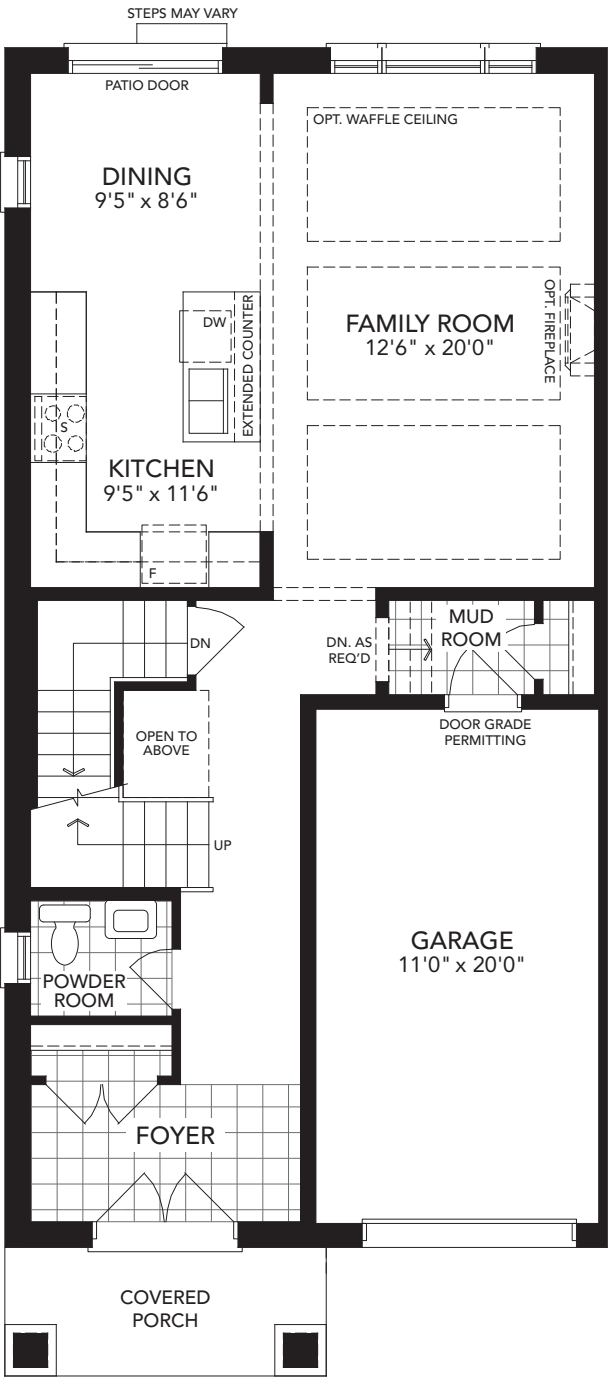 STEPS MAY VARY
PATIO DOOR
OPT. WAFFLE CEILING
DINING
9'5" x 8'6"
DW
EXTENDED COUNTER
FAMILY ROOM
12'6" x 20'0"
OPT. FIREPLACE
S
KITCHEN
9'5" x 11'6"
F
DN
DN. AS
REQ'D
MUD
ROOM
OPEN TO
ABOVE
DOOR GRADE
PERMITTING
UP
GARAGE
11'0" x 20'0"
POWDER
ROOM
FOYER
COVERED
PORCH